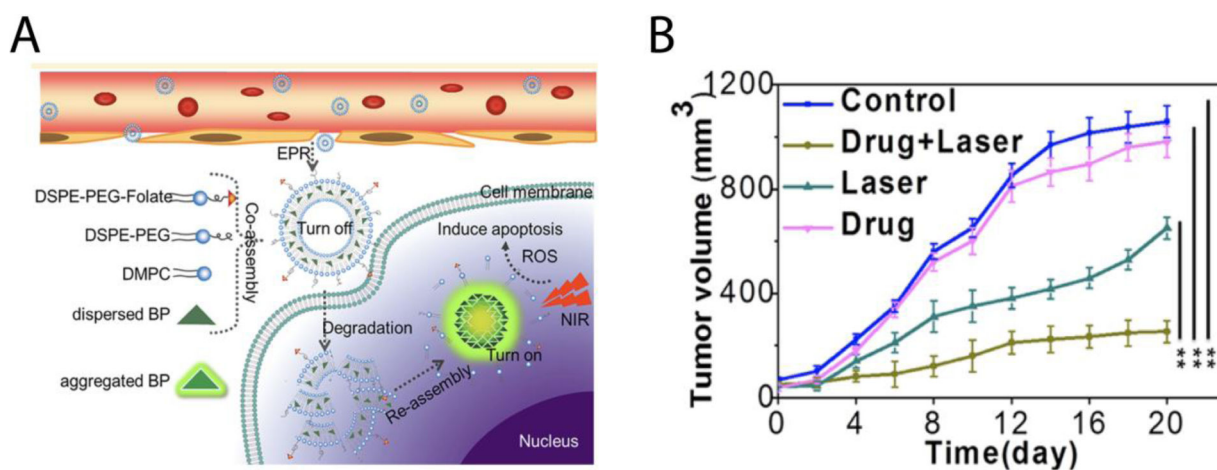 A
EPR
DSPE-PEG-Folate
DSPE-PEG
DMPC
dispersed BP
aggregated BP
Co-assembly
Turn off
Cell membrane
Induce apoptosis
ROS
NIR
Degradation
Turn on
Re-assembly
Nucleus
B
Tumor volume (mm3)
1200
800
400
0
Control
Drug+Laser
Laser
Drug
** ** **
0 4 8 12 16 20
Time(day)